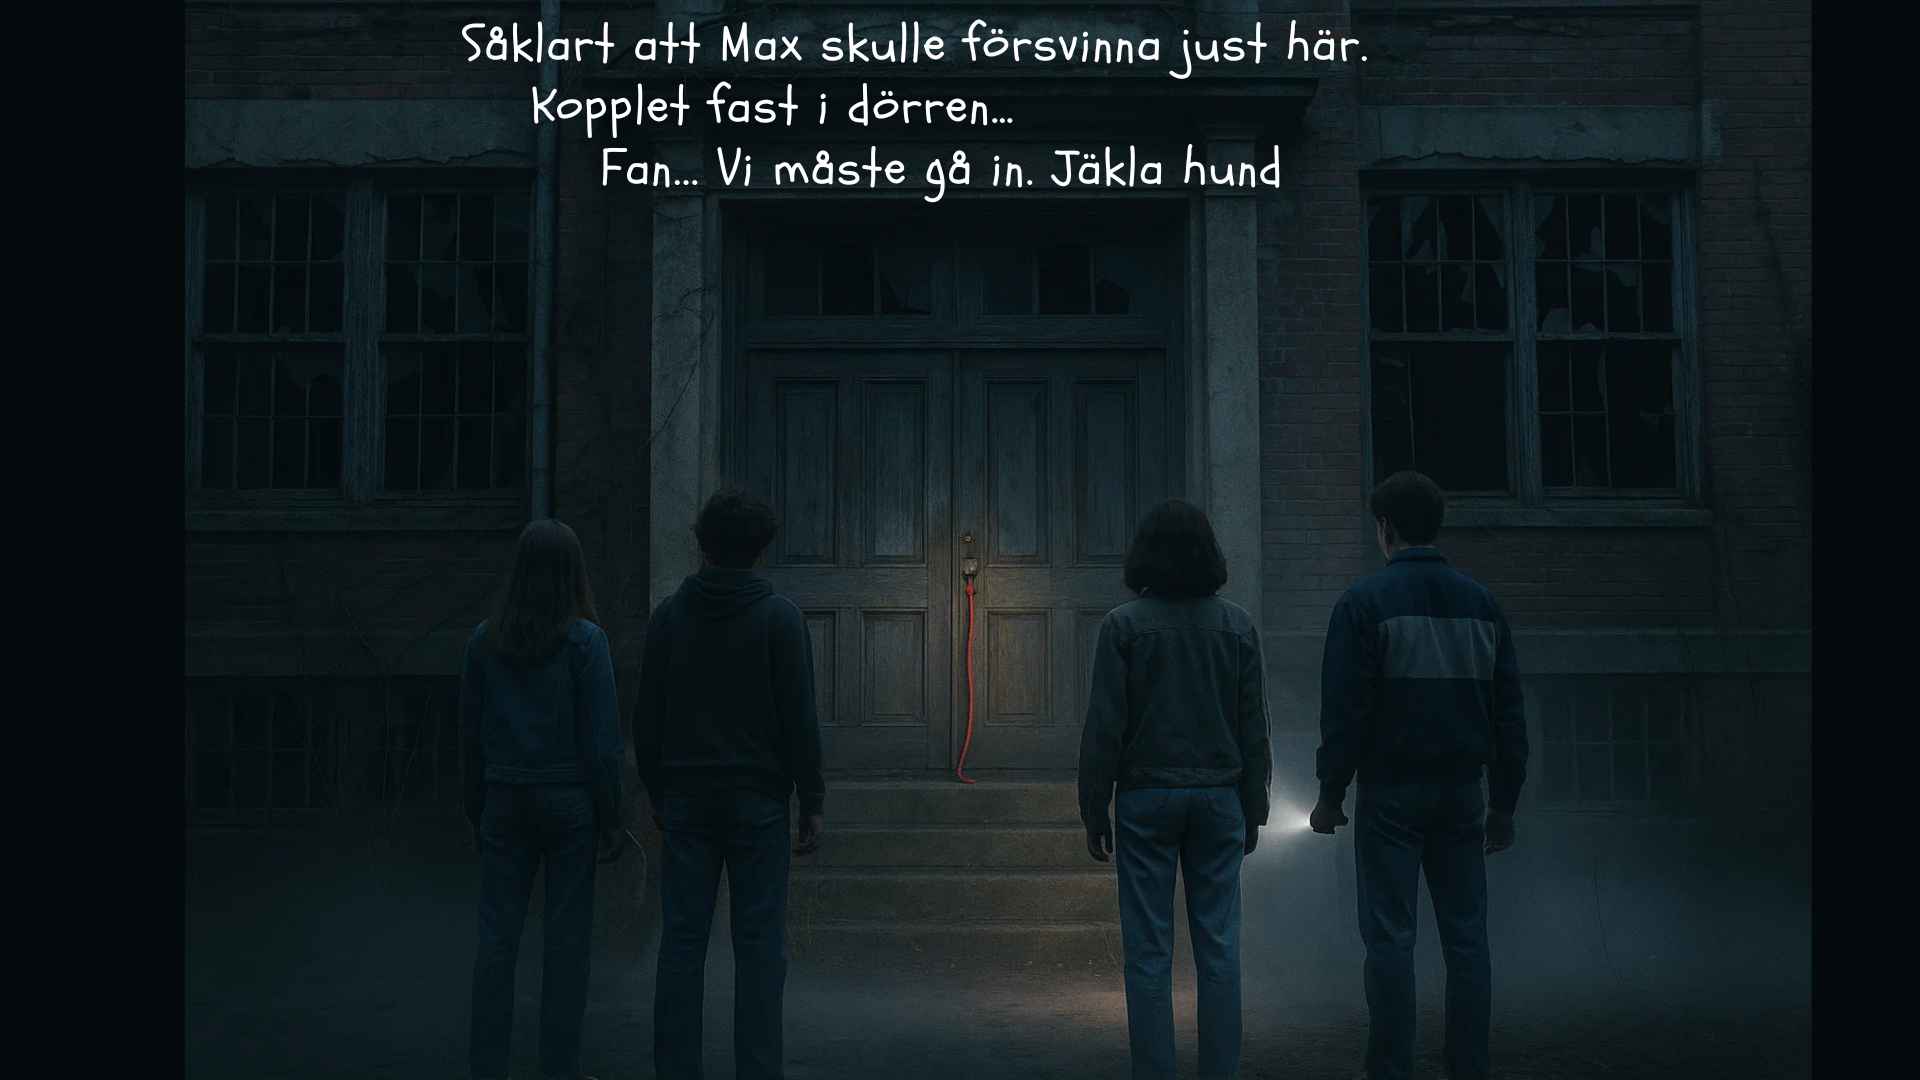 Såklart att Max skulle försvinna just här.
Kopplet fast i dörren...
Fan... Vi måste gå in. Jäkla hund